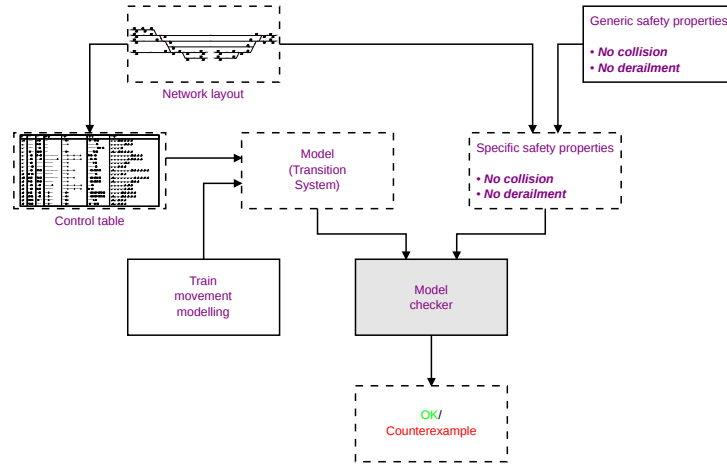 Generic safety properties
• No collision
• No derailment
Network layout
Model
(Transition
System)
Specific safety properties
• No collision
• No derailment
Control table
Train
movement
modelling
Model
checker
OK/
Counterexample